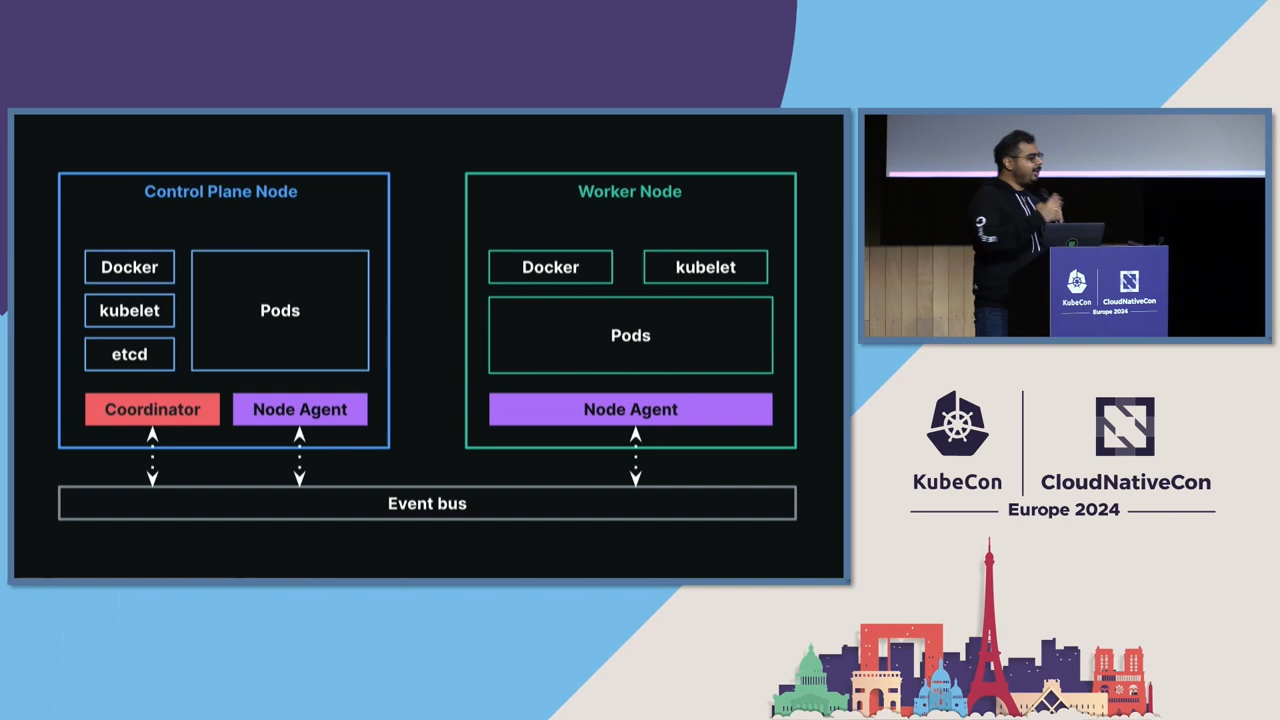 Control Plane Node
Docker
kubelet
etcd
Pods
Coordinator
Node Agent
Worker Node
Docker
kubelet
Pods
Node Agent
Event bus
KubeCon
CloudNativeCon
Europe 2024
KubeCon
CloudNativeCon
Europe 2024